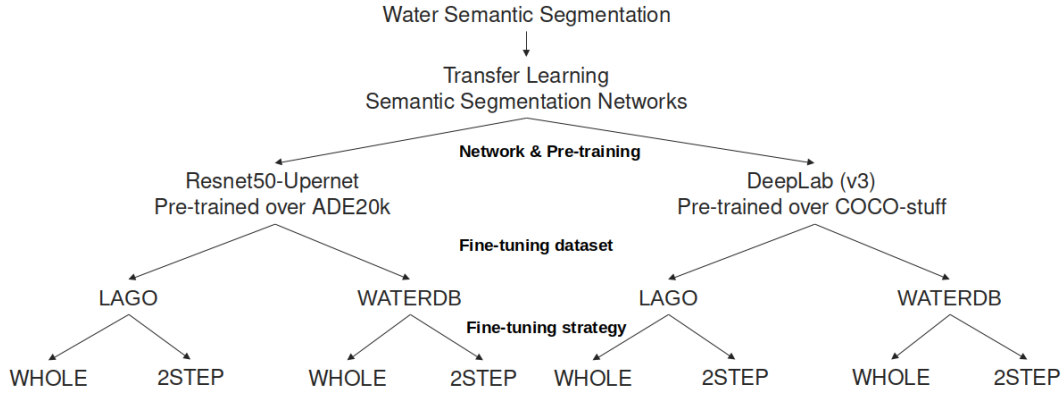 Water Semantic Segmentation
Transfer Learning
Semantic Segmentation Networks
Network & Pre-training
Resnet50-Upernet
Pre-trained over ADE20k
DeepLab (v3)
Pre-trained over COCO-stuff
Fine-tuning dataset
LAGO
WATERDB
LAGO
WATERDB
Fine-tuning strategy
WHOLE
2STEP
WHOLE
2STEP
WHOLE
2STEP
WHOLE
2STEP